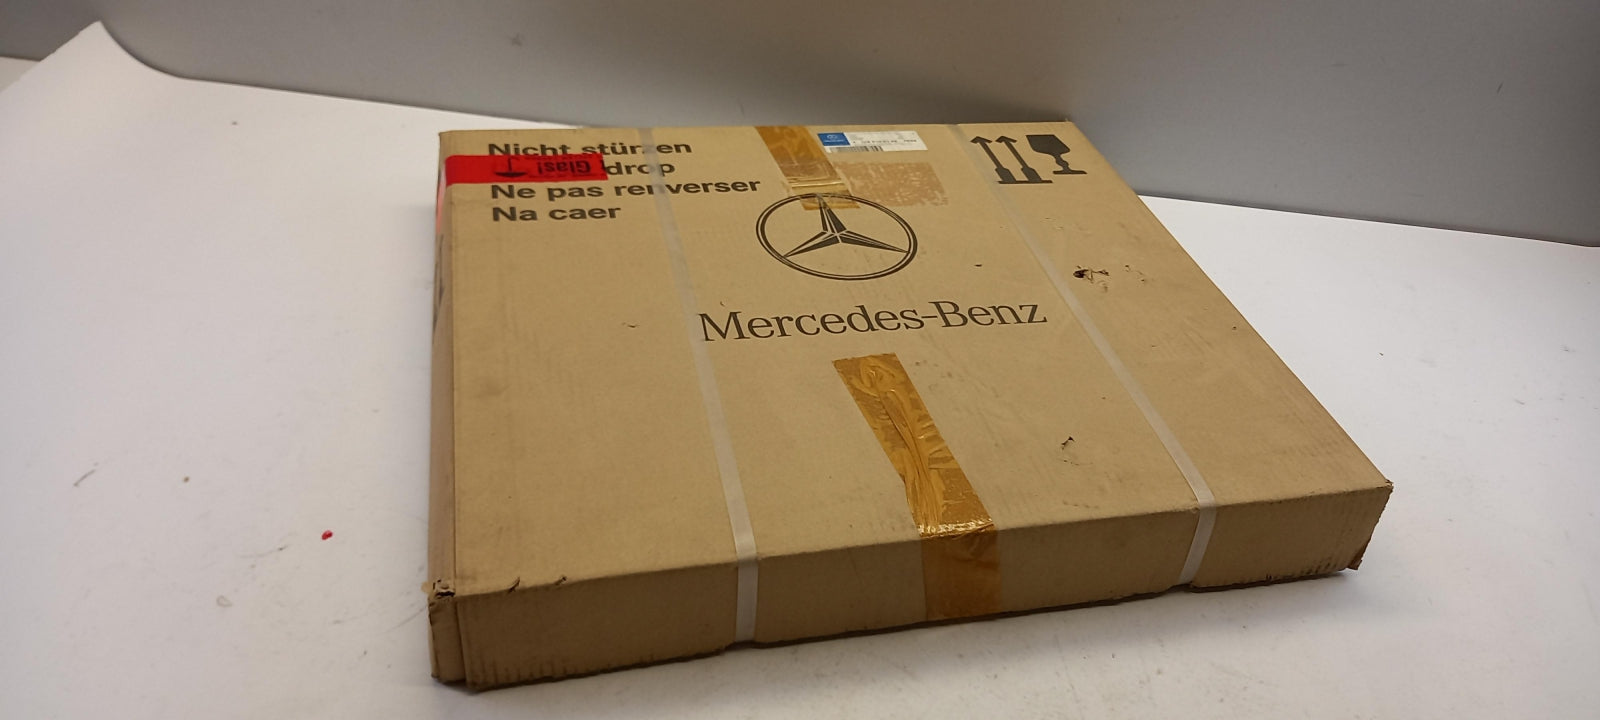 Nicht stürzen
drop
Ne pas renverser
Na caer
Glas!
Mercedes-Benz